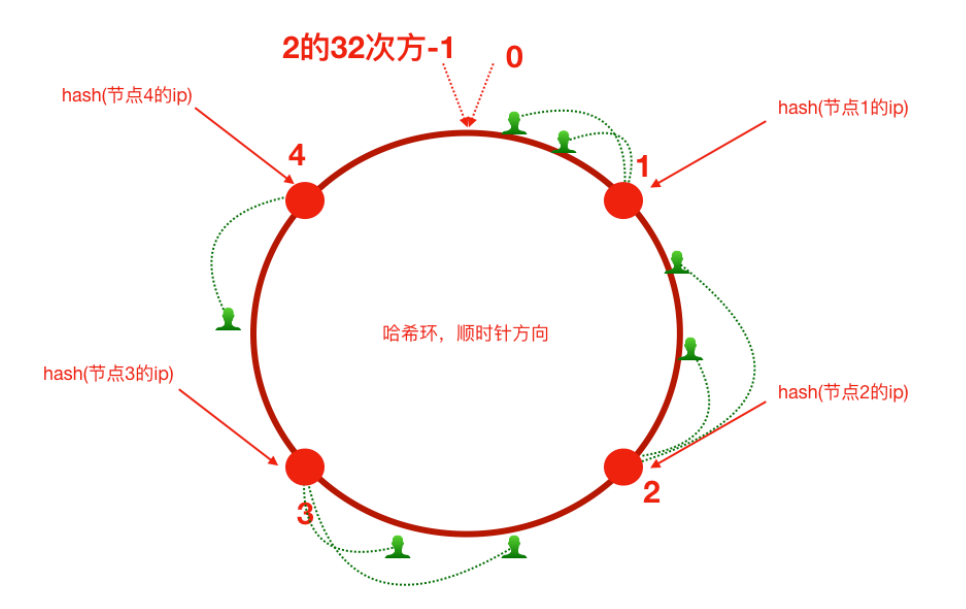 2的32次方-1
0
hash(节点4的ip)
hash(节点1的ip)
4
1
哈希环，顺时针方向
hash(节点3的ip)
hash(节点2的ip)
3
2